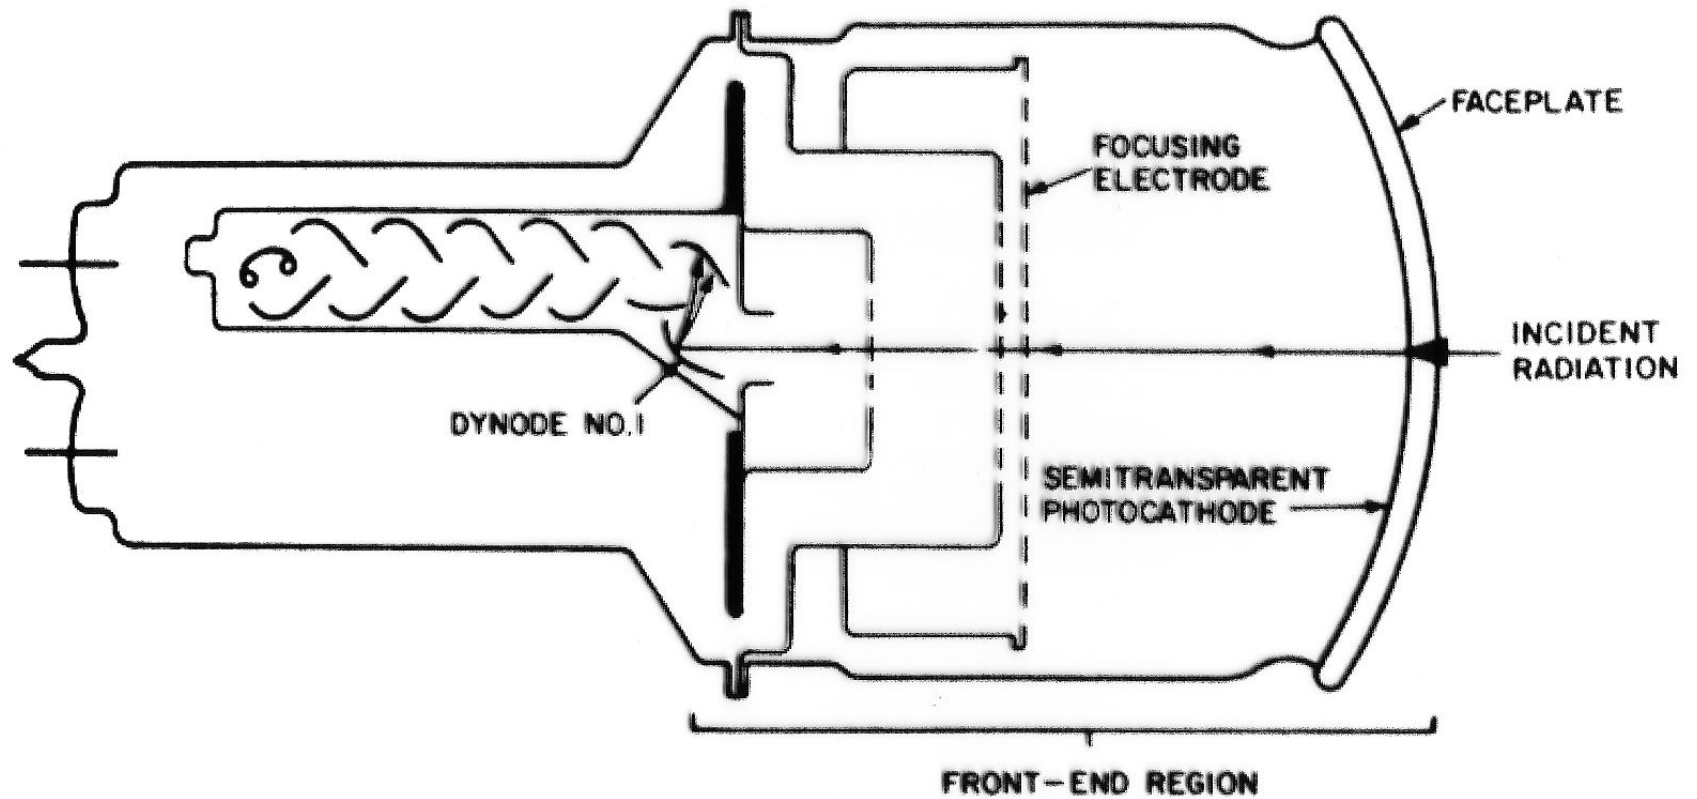 FACEPLATE
FOCUSING
ELECTRODE
INCIDENT
RADIATION
DYNODE NO.1
SEMITRANSPARENT
PHOTOCATHODE
FRONT-END REGION